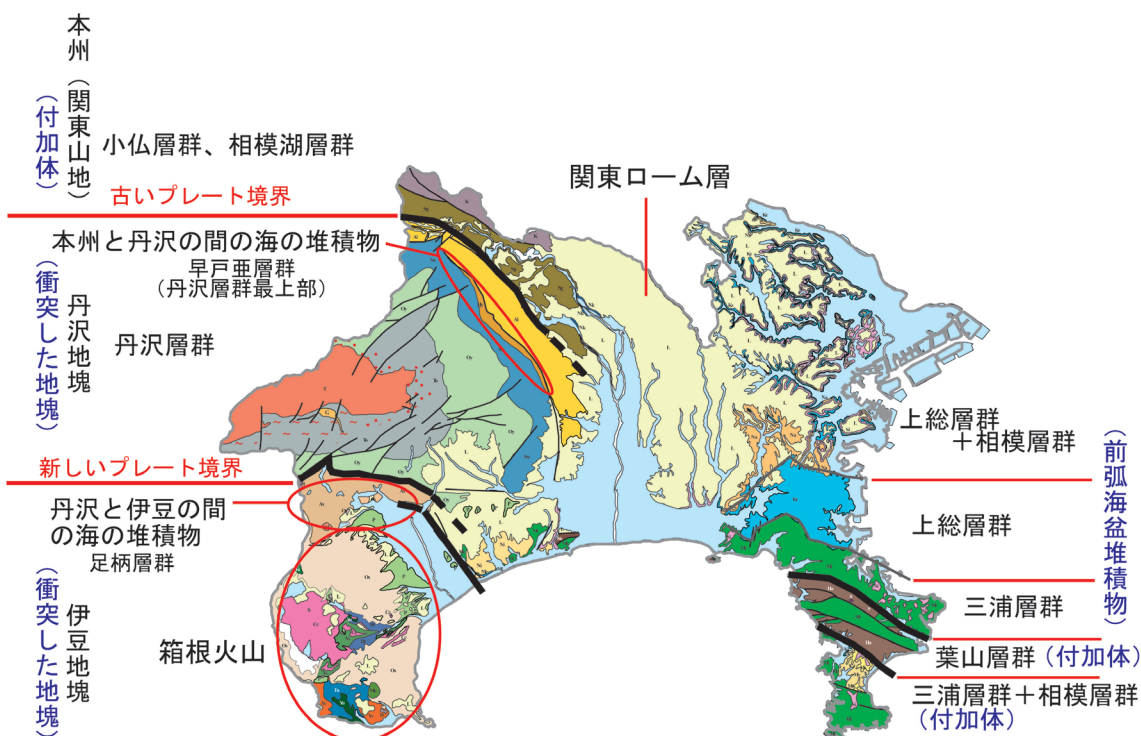 本州（関東山地）
（付加体）
小仏層群、相模湖層群
古いプレート境界
関東ローム層
本州と丹沢の間の海の堆積物
早戸亜層群
（丹沢層群最上部）
丹沢地塊
（衝突した地塊）
丹沢層群
新しいプレート境界
丹沢と伊豆の間
の海の堆積物
足柄層群
伊豆地塊
（衝突した地塊）
箱根火山
上総層群
＋相模層群
（前弧海盆堆積物）
上総層群
三浦層群
葉山層群（付加体）
三浦層群＋相模層群
（付加体）